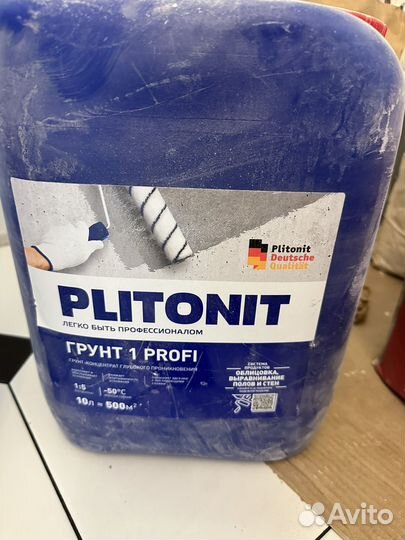 Plitonit
Deutsche
Qualität
PLITONIT
ЛЕГКО БЫТЬ ПРОФЕССИОНАЛОМ
ГРУНТ 1 PROFI
ГРУНТ-КОНЦЕНТРАТ ГЛУБОКОГО ПРОНИКНОВЕНИЯ
СИСТЕМА
ПРОДУКТОВ
ОБЛИЦОВКА,
ВЫРАВНИВАНИЕ
ПОЛОВ И СТЕН
1:5
-50°C
10л ≈ 500м²
Avito